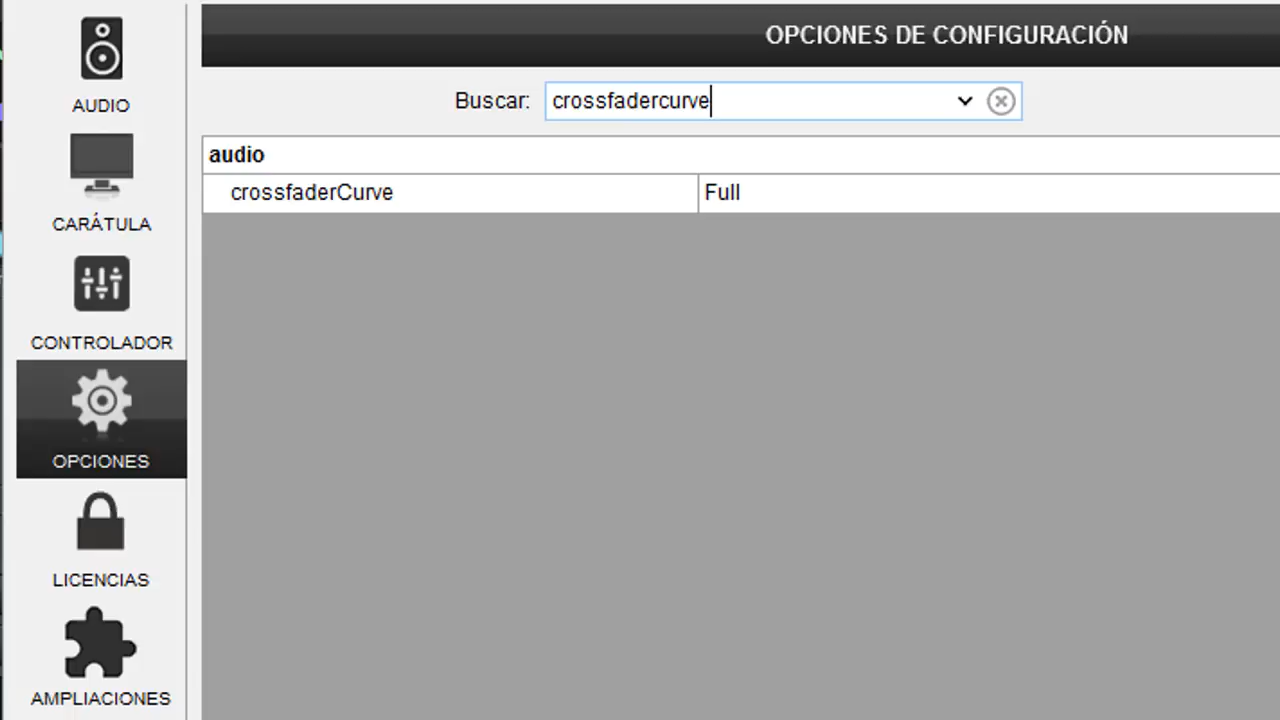 OPCIONES DE CONFIGURACIÓN
Buscar: crossfadercurve
audio
crossfaderCurve Full
AUDIO
CARÁTULA
CONTROLADOR
OPCIONES
LICENCIAS
AMPLIACIONES